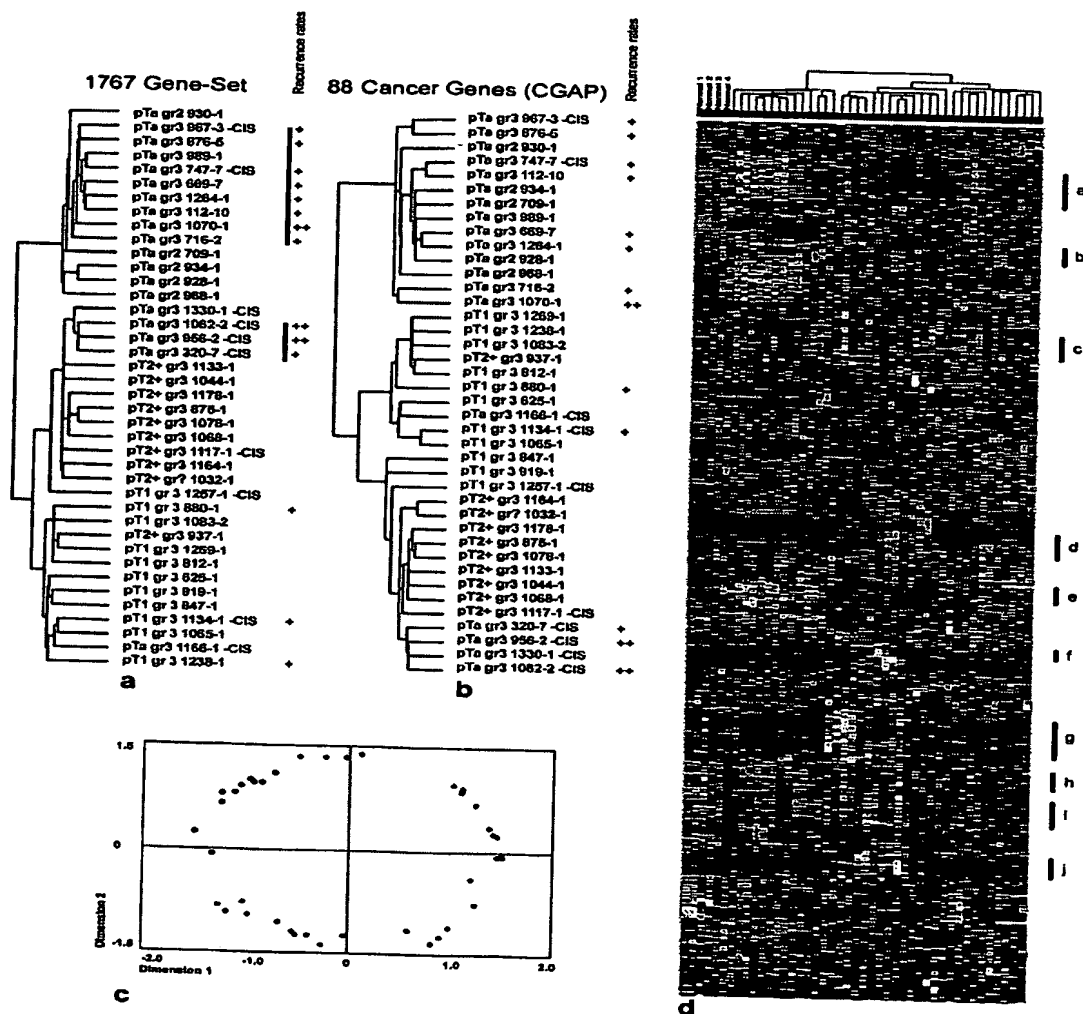 Recurrence rates
1767 Gene-Set
pTa gr2 930-1
pTa gr3 967-3 -CIS +
pTa gr3 876-5 +
pTa gr3 989-1
pTa gr3 747-7 -CIS +
pTa gr3 669-7 +
pTa gr3 1264-1 +
pTa gr3 112-10 +
pTa gr3 1070-1 ++
pTa gr3 716-2 +
pTa gr2 709-1
pTa gr2 934-1
pTa gr2 928-1
pTa gr2 968-1
pTa gr3 1330-1 -CIS
pTa gr3 1062-2 -CIS ++
pTa gr3 956-2 -CIS ++
pTa gr3 320-7 -CIS +
pT2+ gr3 1133-1
pT2+ gr3 1044-1
pT2+ gr3 1178-1
pT2+ gr3 875-1
pT2+ gr3 1078-1
pT2+ gr3 1068-1
pT2+ gr3 1117-1 -CIS
pT2+ gr3 1164-1
pT2+ gr? 1032-1
pT1 gr 3 1257-1 -CIS
pT1 gr 3 880-1 +
pT1 gr 3 1083-2
pT2+ gr3 937-1
pT1 gr 3 1269-1
pT1 gr 3 812-1
pT1 gr 3 625-1
pT1 gr 3 919-1
pT1 gr 3 847-1
pT1 gr 3 1134-1 -CIS +
pT1 gr 3 1065-1
pTa gr3 1166-1 -CIS
pT1 gr 3 1238-1 +
a
Recurrence rates
88 Cancer Genes (CGAP)
pTa gr3 967-3 -CIS +
pTa gr3 876-5 +
pTa gr2 930-1
pTa gr3 747-7 -CIS +
pTa gr3 112-10 +
pTa gr2 934-1
pTa gr2 709-1
pTa gr3 989-1
pTa gr3 669-7 +
pTa gr3 1264-1 +
pTa gr2 928-1
pTa gr2 968-1
pTa gr3 716-2 +
pTa gr3 1070-1 ++
pT1 gr 3 1269-1
pT1 gr 3 1238-1
pT1 gr 3 1083-2
pT2+ gr3 937-1
pT1 gr 3 812-1
pT1 gr 3 880-1 +
pT1 gr 3 625-1
pTa gr3 1166-1 -CIS
pT1 gr 3 1134-1 -CIS +
pT1 gr 3 1065-1
pT1 gr 3 847-1
pT1 gr 3 919-1
pT1 gr 3 1257-1 -CIS
pT2+ gr3 1164-1
pT2+ gr? 1032-1
pT2+ gr3 1178-1
pT2+ gr3 875-1
pT2+ gr3 1078-1
pT2+ gr3 1133-1
pT2+ gr3 1044-1
pT2+ gr3 1068-1
pT2+ gr3 1117-1 -CIS
pTa gr3 320-7 -CIS +
pTa gr3 956-2 -CIS ++
pTa gr3 1330-1 -CIS
pTa gr3 1062-2 -CIS ++
b
1.5
0
-1.5
Dimension 2
-2.0 -1.0 0 1.0 2.0
Dimension 1
c
1 2 3 4
a
b
c
d
e
f
g
h
i
j
d